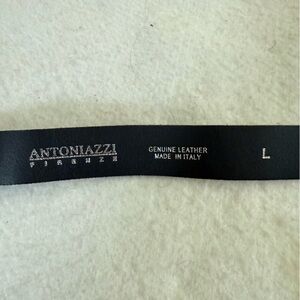 ANTONIAZZI
FIRENZE
GENUINE LEATHER
MADE IN ITALY
L